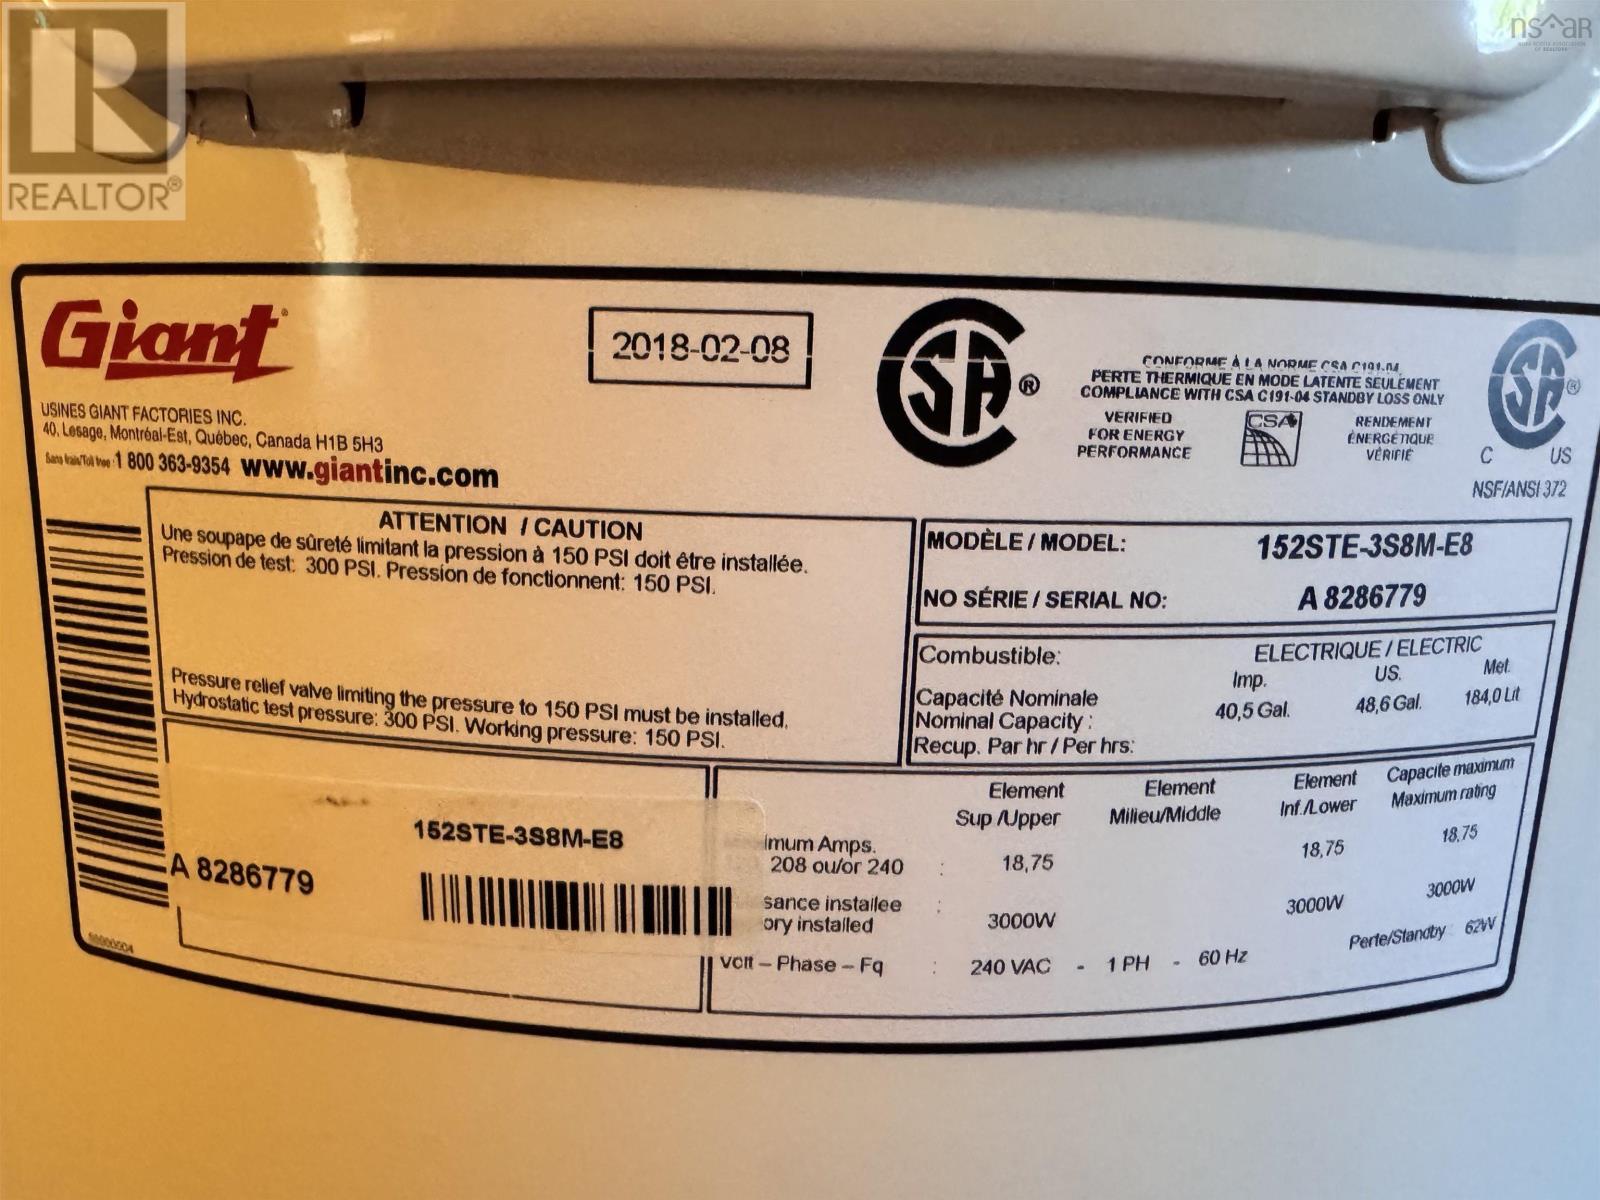 REALTOR®
nsar
Giant
2018-02-08
CSA ®
CONFORME À LA NORME CSA C191-04,
PERTE THERMIQUE EN MODE LATENTE SEULEMENT
COMPLIANCE WITH CSA C191-04 STANDBY LOSS ONLY
VERIFIED
FOR ENERGY
PERFORMANCE
CSA
RENDEMENT
ÉNERGÉTIQUE
VÉRIFIÉ
CSA ®
C US
NSF/ANSI 372
USINES GIANT FACTORIES INC.
40, Lesage, Montréal-Est, Québec, Canada H1B 5H3
Sans frais/Toll free : 1 800 363-9354 www.giantinc.com
ATTENTION / CAUTION
Une soupape de sûreté limitant la pression à 150 PSI doit être installée.
Pression de test: 300 PSI. Pression de fonctionnent: 150 PSI.
Pressure relief valve limiting the pressure to 150 PSI must be installed.
Hydrostatic test pressure: 300 PSI. Working pressure: 150 PSI.
MODÈLE / MODEL: 152STE-3S8M-E8
NO SÉRIE / SERIAL NO: A 8286779
Combustible: ELECTRIQUE / ELECTRIC
Imp. US. Met.
Capacité Nominale
Nominal Capacity : 40,5 Gal. 48,6 Gal. 184,0 Lit
Recup. Par hr / Per hrs:
152STE-3S8M-E8
A 8286779
Element Element Element Capacite maximum
Sup /Upper Milieu/Middle Inf./Lower Maximum rating
imum Amps.
208 ou/or 240 : 18,75 18,75 18,75
sance installee
ory installed : 3000W 3000W 3000W
Perte/Standby 62W
Volt – Phase – Fq : 240 VAC - 1 PH - 60 Hz